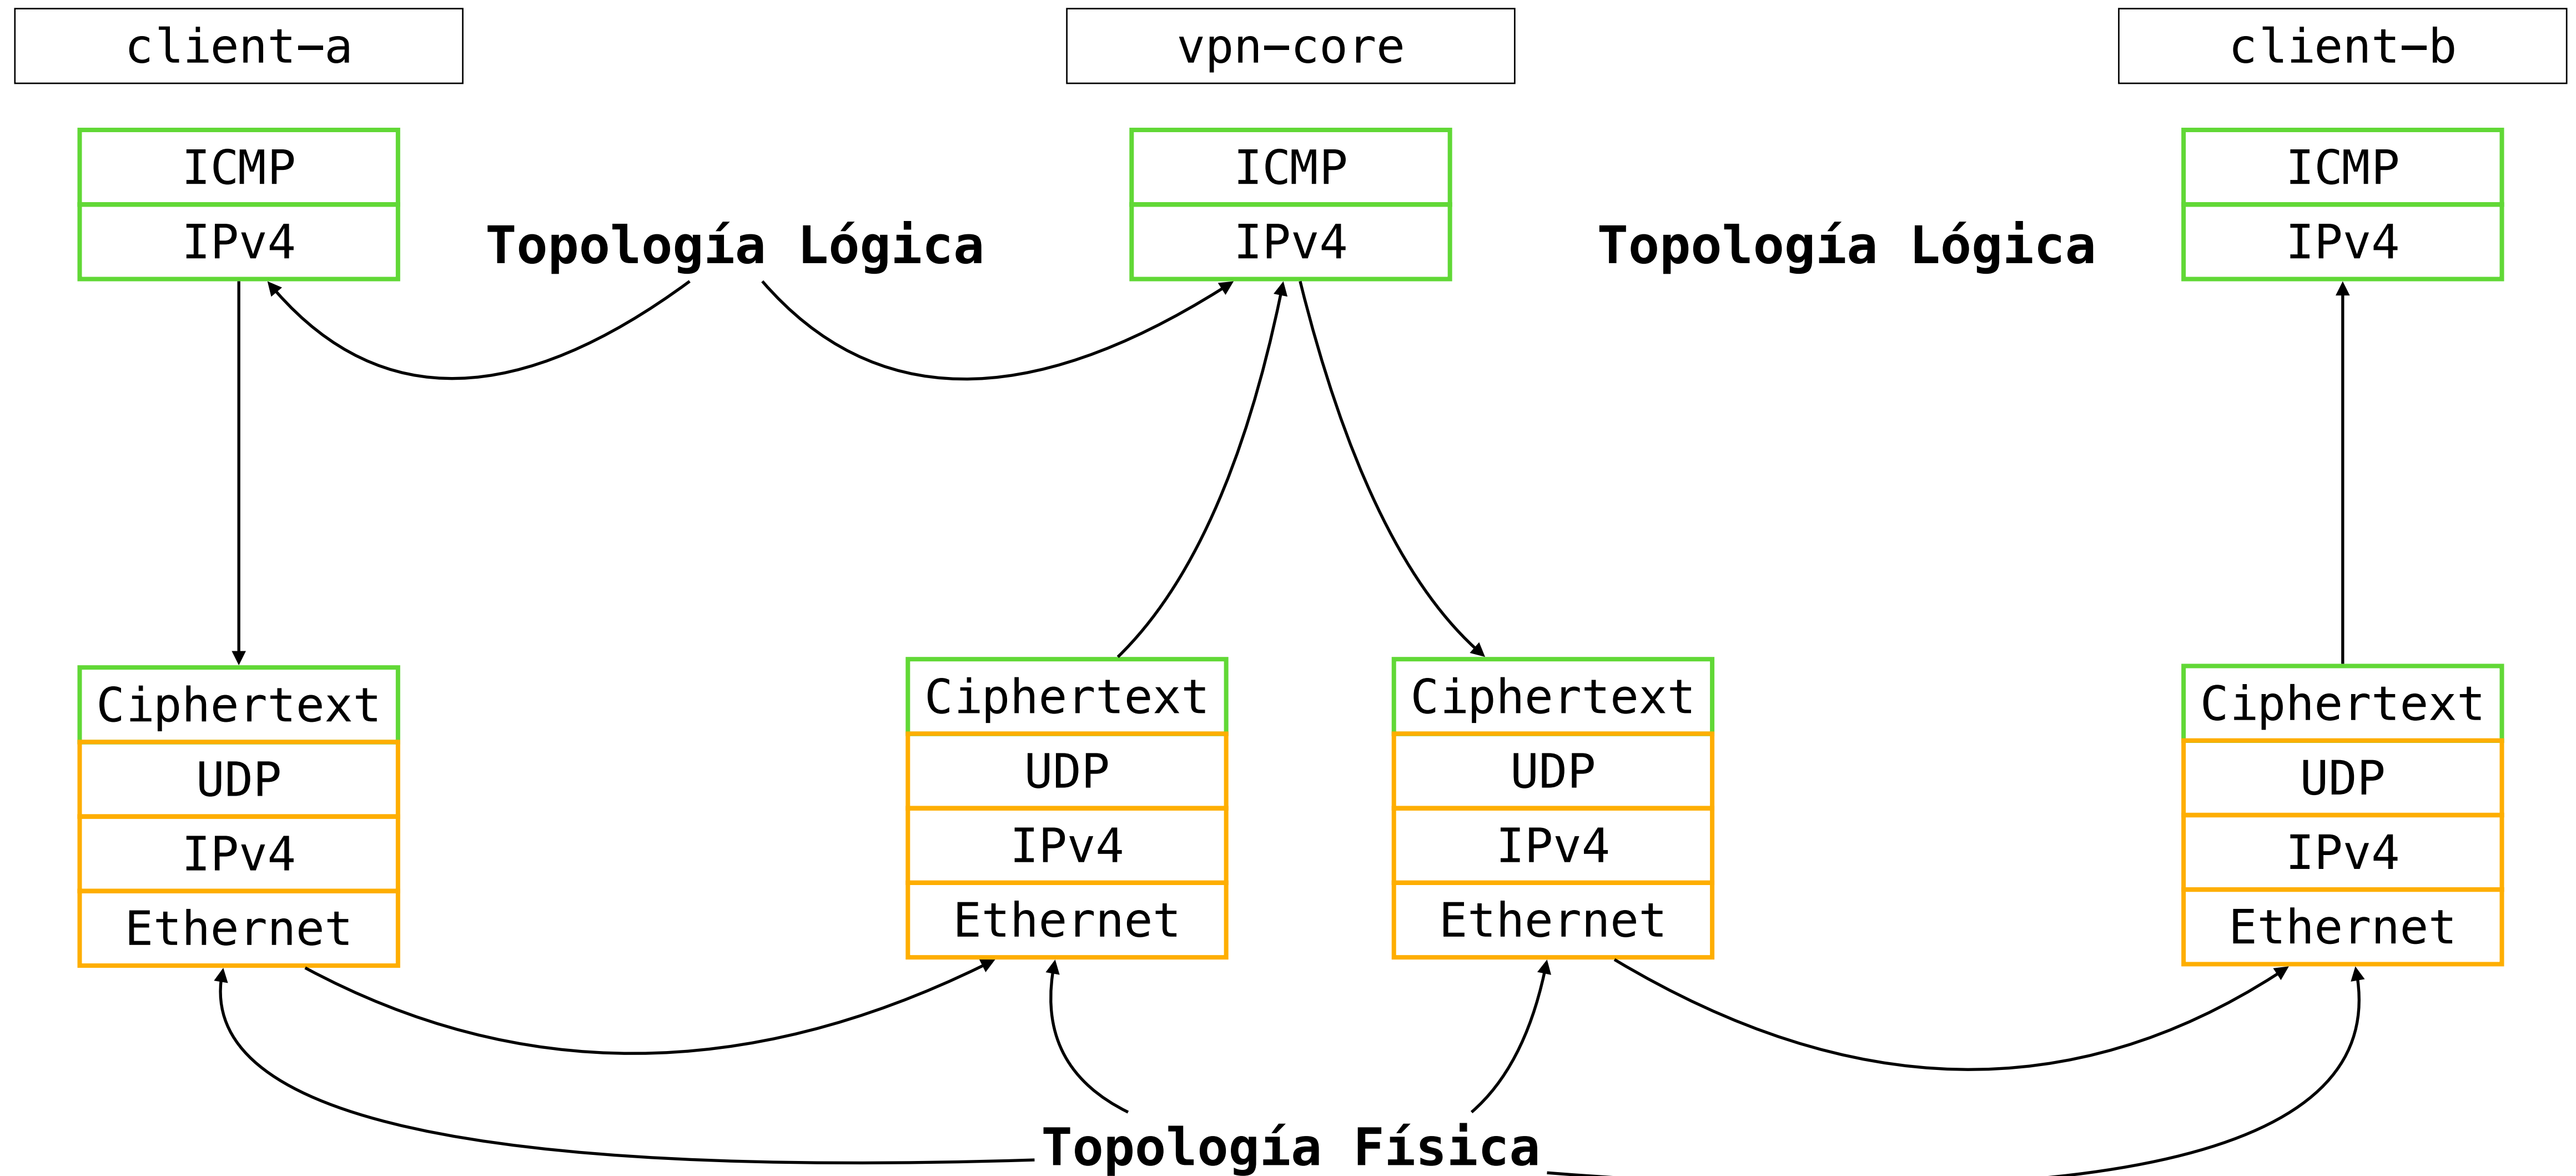 client-a
vpn-core
client-b
ICMP
IPv4
Topología Lógica
ICMP
IPv4
Topología Lógica
ICMP
IPv4
Ciphertext
UDP
IPv4
Ethernet
Ciphertext
UDP
IPv4
Ethernet
Ciphertext
UDP
IPv4
Ethernet
Ciphertext
UDP
IPv4
Ethernet
Topología Física